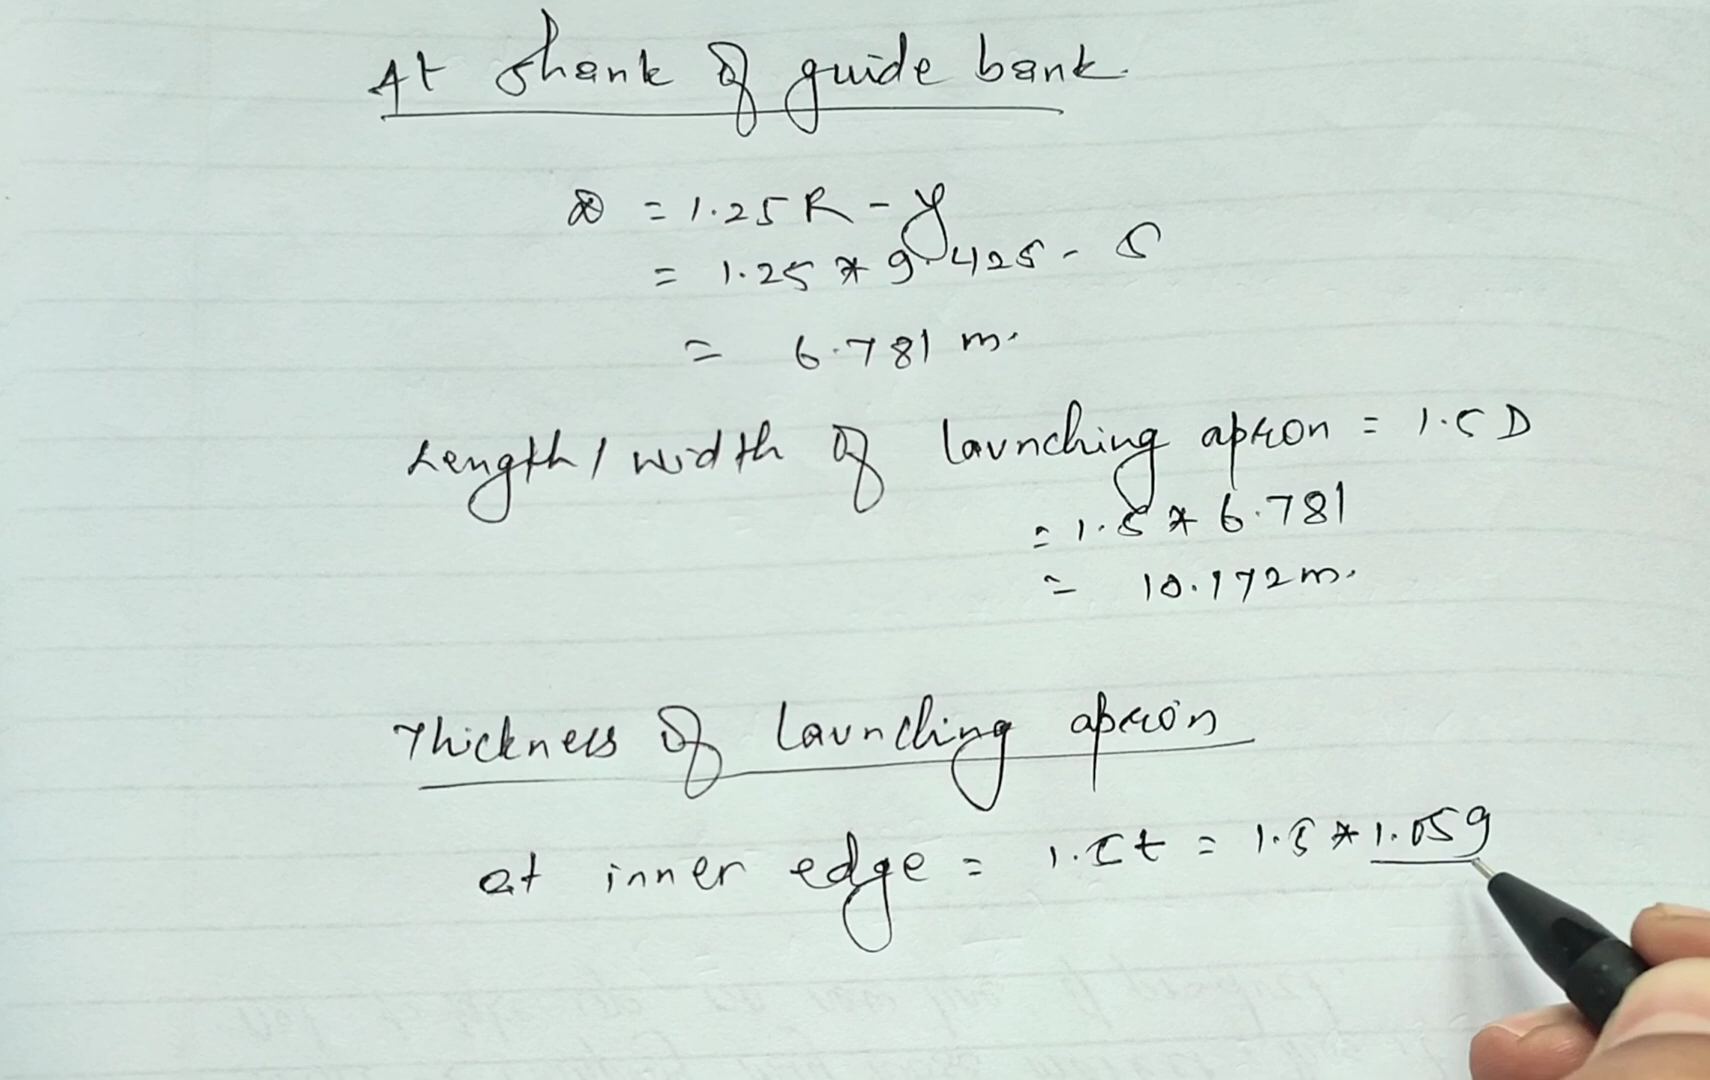 At shank of guide bank.
D = 1.25R - y
= 1.25 * 9.425 - 5
= 6.781 m.
Length / width of launching apron = 1.5 D
= 1.5 * 6.781
= 10.172 m.
Thickness of launching apron
at inner edge = 1.5t = 1.5 * 1.059